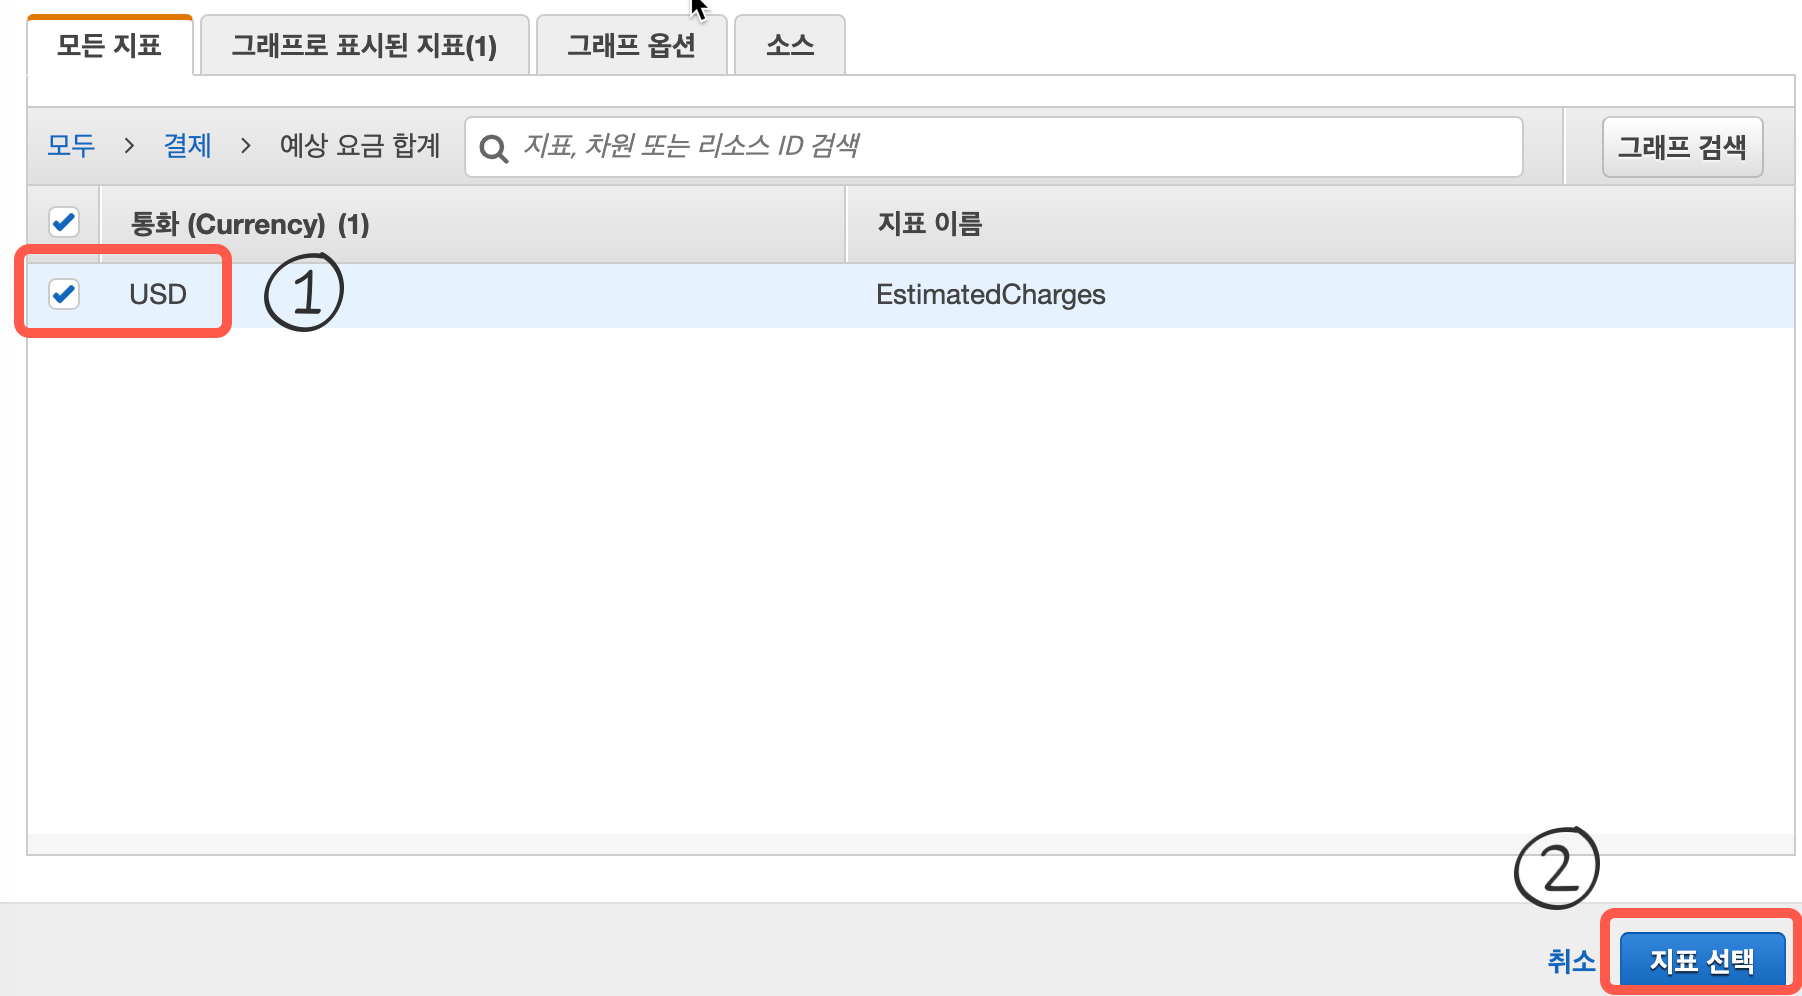 모든 지표 그래프로 표시된 지표(1) 그래프 옵션 소스
모두 > 결제 > 예상 요금 합계 지표, 차원 또는 리소스 ID 검색 그래프 검색
통화 (Currency) (1) 지표 이름
USD ① EstimatedCharges
②
취소 지표 선택